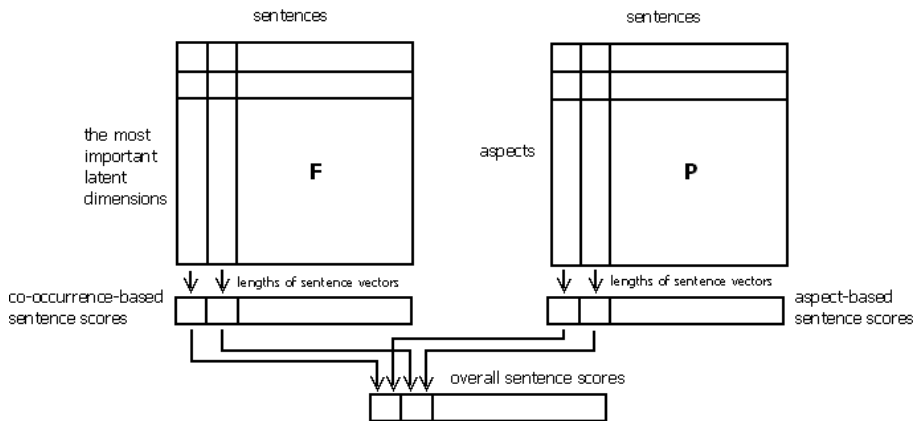 sentences
sentences
the most
important
latent
dimensions
F
aspects
P
lengths of sentence vectors
lengths of sentence vectors
co-occurrence-based
sentence scores
aspect-based
sentence scores
overall sentence scores